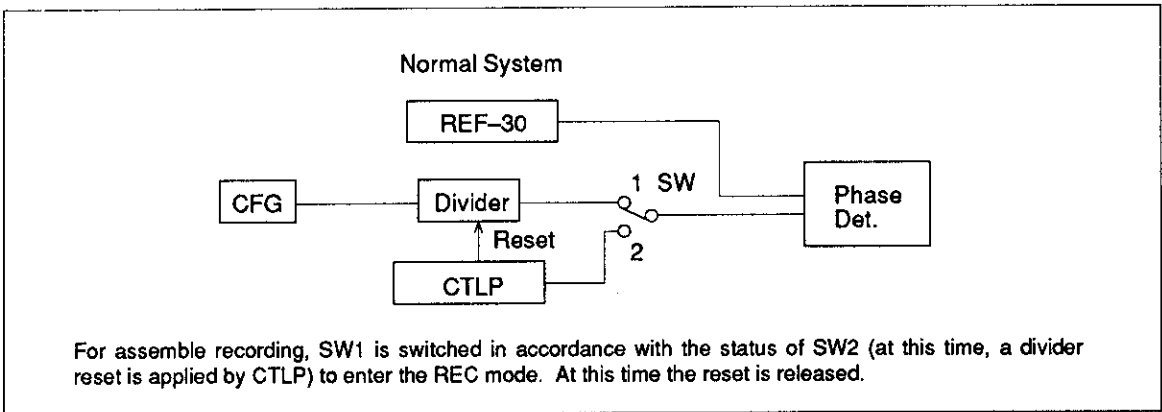 Normal System
REF–30
CFG
Divider
1 SW
Phase
Det.
Reset
2
CTLP
For assemble recording, SW1 is switched in accordance with the status of SW2 (at this time, a divider
reset is applied by CTLP) to enter the REC mode. At this time the reset is released.